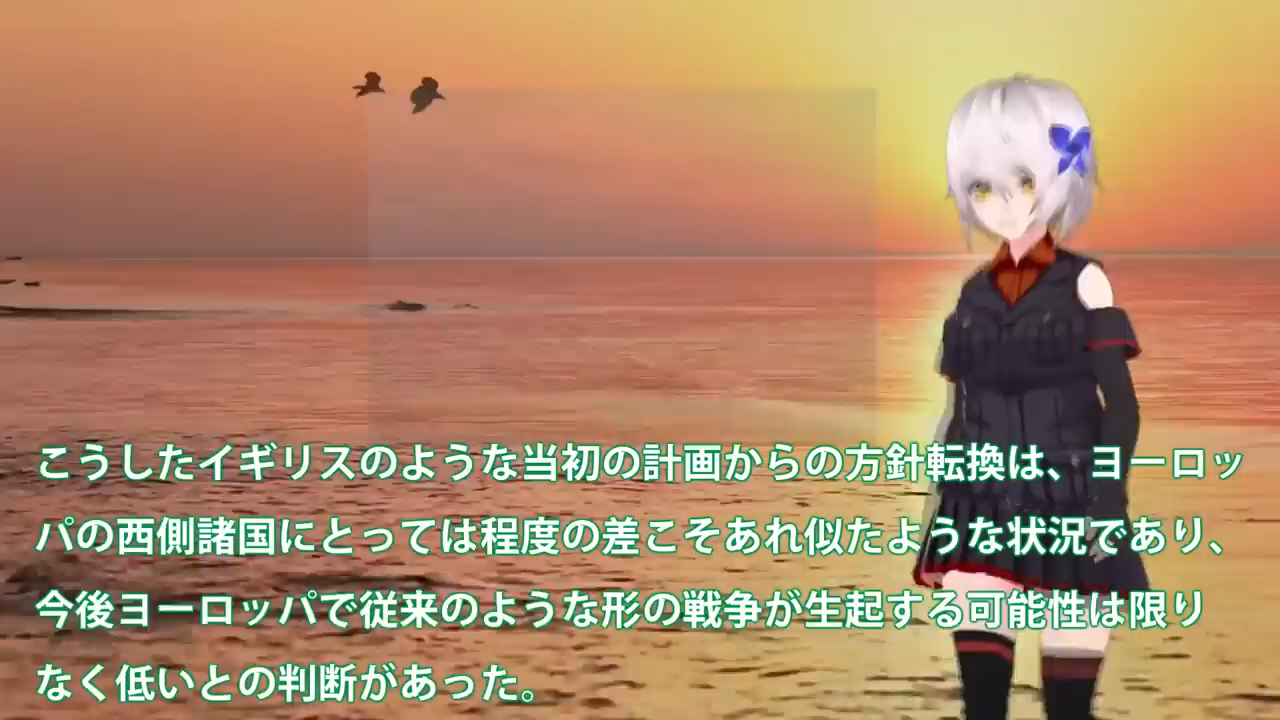 こうしたイギリスのような当初の計画からの方針転換は、ヨーロッ
パの西側諸国にとっては程度の差こそあれ似たような状況であり、
今後ヨーロッパで従来のような形の戦争が生起する可能性は限り
なく低いとの判断があった。